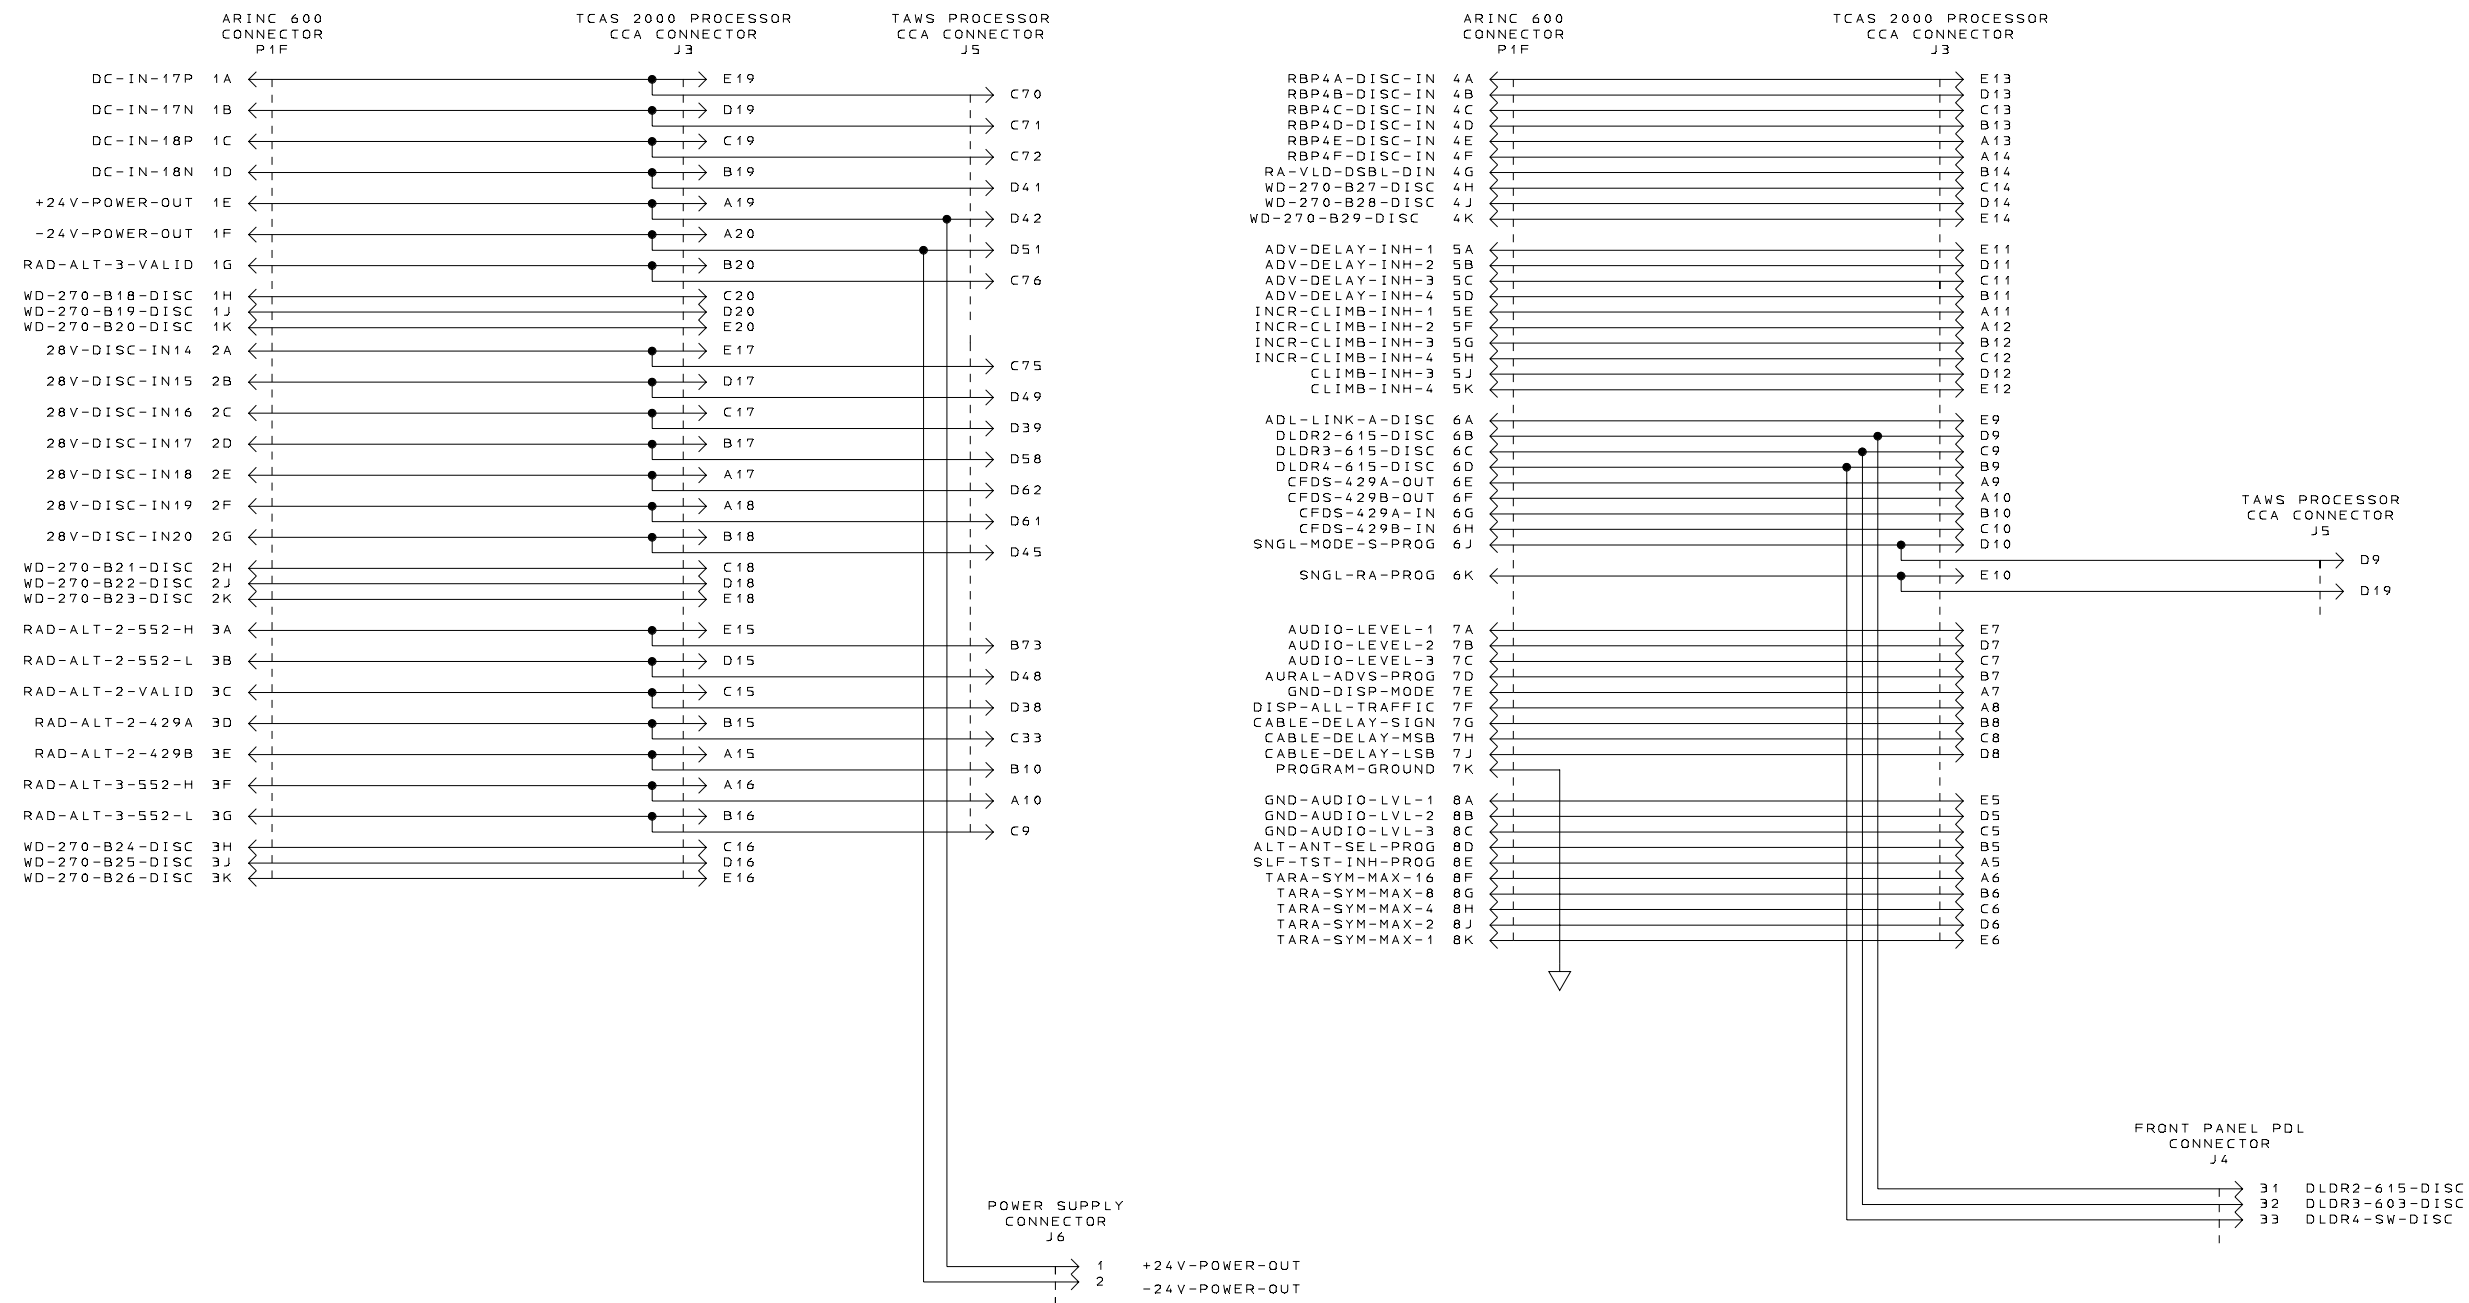 ARINC 600
CONNECTOR
P1F
TCAS 2000 PROCESSOR
CCA CONNECTOR
J3
TAWS PROCESSOR
CCA CONNECTOR
J5
DC-IN-17P 1A E19
C70
DC-IN-17N 1B D19
C71
DC-IN-18P 1C C19
C72
DC-IN-18N 1D B19
D41
+24V-POWER-OUT 1E A19
D42
-24V-POWER-OUT 1F A20
D51
RAD-ALT-3-VALID 1G B20
C76
WD-270-B18-DISC 1H C20
WD-270-B19-DISC 1J D20
WD-270-B20-DISC 1K E20
28V-DISC-IN14 2A E17
C75
28V-DISC-IN15 2B D17
D49
28V-DISC-IN16 2C C17
D39
28V-DISC-IN17 2D B17
D58
28V-DISC-IN18 2E A17
D62
28V-DISC-IN19 2F A18
D61
28V-DISC-IN20 2G B18
D45
WD-270-B21-DISC 2H C18
WD-270-B22-DISC 2J D18
WD-270-B23-DISC 2K E18
RAD-ALT-2-552-H 3A E15
B73
RAD-ALT-2-552-L 3B D15
D48
RAD-ALT-2-VALID 3C C15
D38
RAD-ALT-2-429A 3D B15
C33
RAD-ALT-2-429B 3E A15
B10
RAD-ALT-3-552-H 3F A16
A10
RAD-ALT-3-552-L 3G B16
C9
WD-270-B24-DISC 3H C16
WD-270-B25-DISC 3J D16
WD-270-B26-DISC 3K E16
POWER SUPPLY
CONNECTOR
J6
1 +24V-POWER-OUT
2 -24V-POWER-OUT
ARINC 600
CONNECTOR
P1F
TCAS 2000 PROCESSOR
CCA CONNECTOR
J3
RBP4A-DISC-IN 4A E13
RBP4B-DISC-IN 4B D13
RBP4C-DISC-IN 4C C13
RBP4D-DISC-IN 4D B13
RBP4E-DISC-IN 4E A13
RBP4F-DISC-IN 4F A14
RA-VLD-DSBL-DIN 4G B14
WD-270-B27-DISC 4H C14
WD-270-B28-DISC 4J D14
WD-270-B29-DISC 4K E14
ADV-DELAY-INH-1 5A E11
ADV-DELAY-INH-2 5B D11
ADV-DELAY-INH-3 5C C11
ADV-DELAY-INH-4 5D B11
INCR-CLIMB-INH-1 5E A11
INCR-CLIMB-INH-2 5F A12
INCR-CLIMB-INH-3 5G B12
INCR-CLIMB-INH-4 5H C12
CLIMB-INH-3 5J D12
CLIMB-INH-4 5K E12
ADL-LINK-A-DISC 6A E9
DLDR2-615-DISC 6B D9
DLDR3-615-DISC 6C C9
DLDR4-615-DISC 6D B9
CFDS-429A-OUT 6E A9
CFDS-429B-OUT 6F A10
CFDS-429A-IN 6G B10
CFDS-429B-IN 6H C10
SNGL-MODE-S-PROG 6J D10
SNGL-RA-PROG 6K E10
TAWS PROCESSOR
CCA CONNECTOR
J5
D9
D19
AUDIO-LEVEL-1 7A E7
AUDIO-LEVEL-2 7B D7
AUDIO-LEVEL-3 7C C7
AURAL-ADVS-PROG 7D B7
GND-DISP-MODE 7E A7
DISP-ALL-TRAFFIC 7F A8
CABLE-DELAY-SIGN 7G B8
CABLE-DELAY-MSB 7H C8
CABLE-DELAY-LSB 7J D8
PROGRAM-GROUND 7K
GND-AUDIO-LVL-1 8A E5
GND-AUDIO-LVL-2 8B D5
GND-AUDIO-LVL-3 8C C5
ALT-ANT-SEL-PROG 8D B5
SLF-TST-INH-PROG 8E A5
TARA-SYM-MAX-16 8F A6
TARA-SYM-MAX-8 8G B6
TARA-SYM-MAX-4 8H C6
TARA-SYM-MAX-2 8J D6
TARA-SYM-MAX-1 8K E6
FRONT PANEL PDL
CONNECTOR
J4
31 DLDR2-615-DISC
32 DLDR3-603-DISC
33 DLDR4-SW-DISC